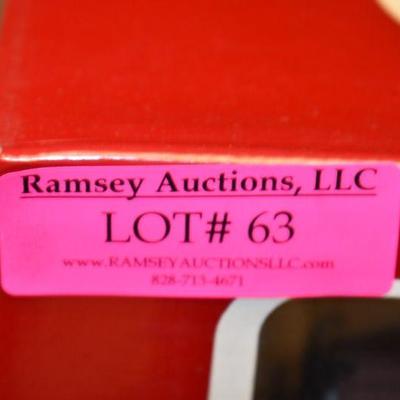 Ramsey Auctions, LLC
LOT# 63
www.RAMSEYAUCTIONSLLC.com
828-713-4671